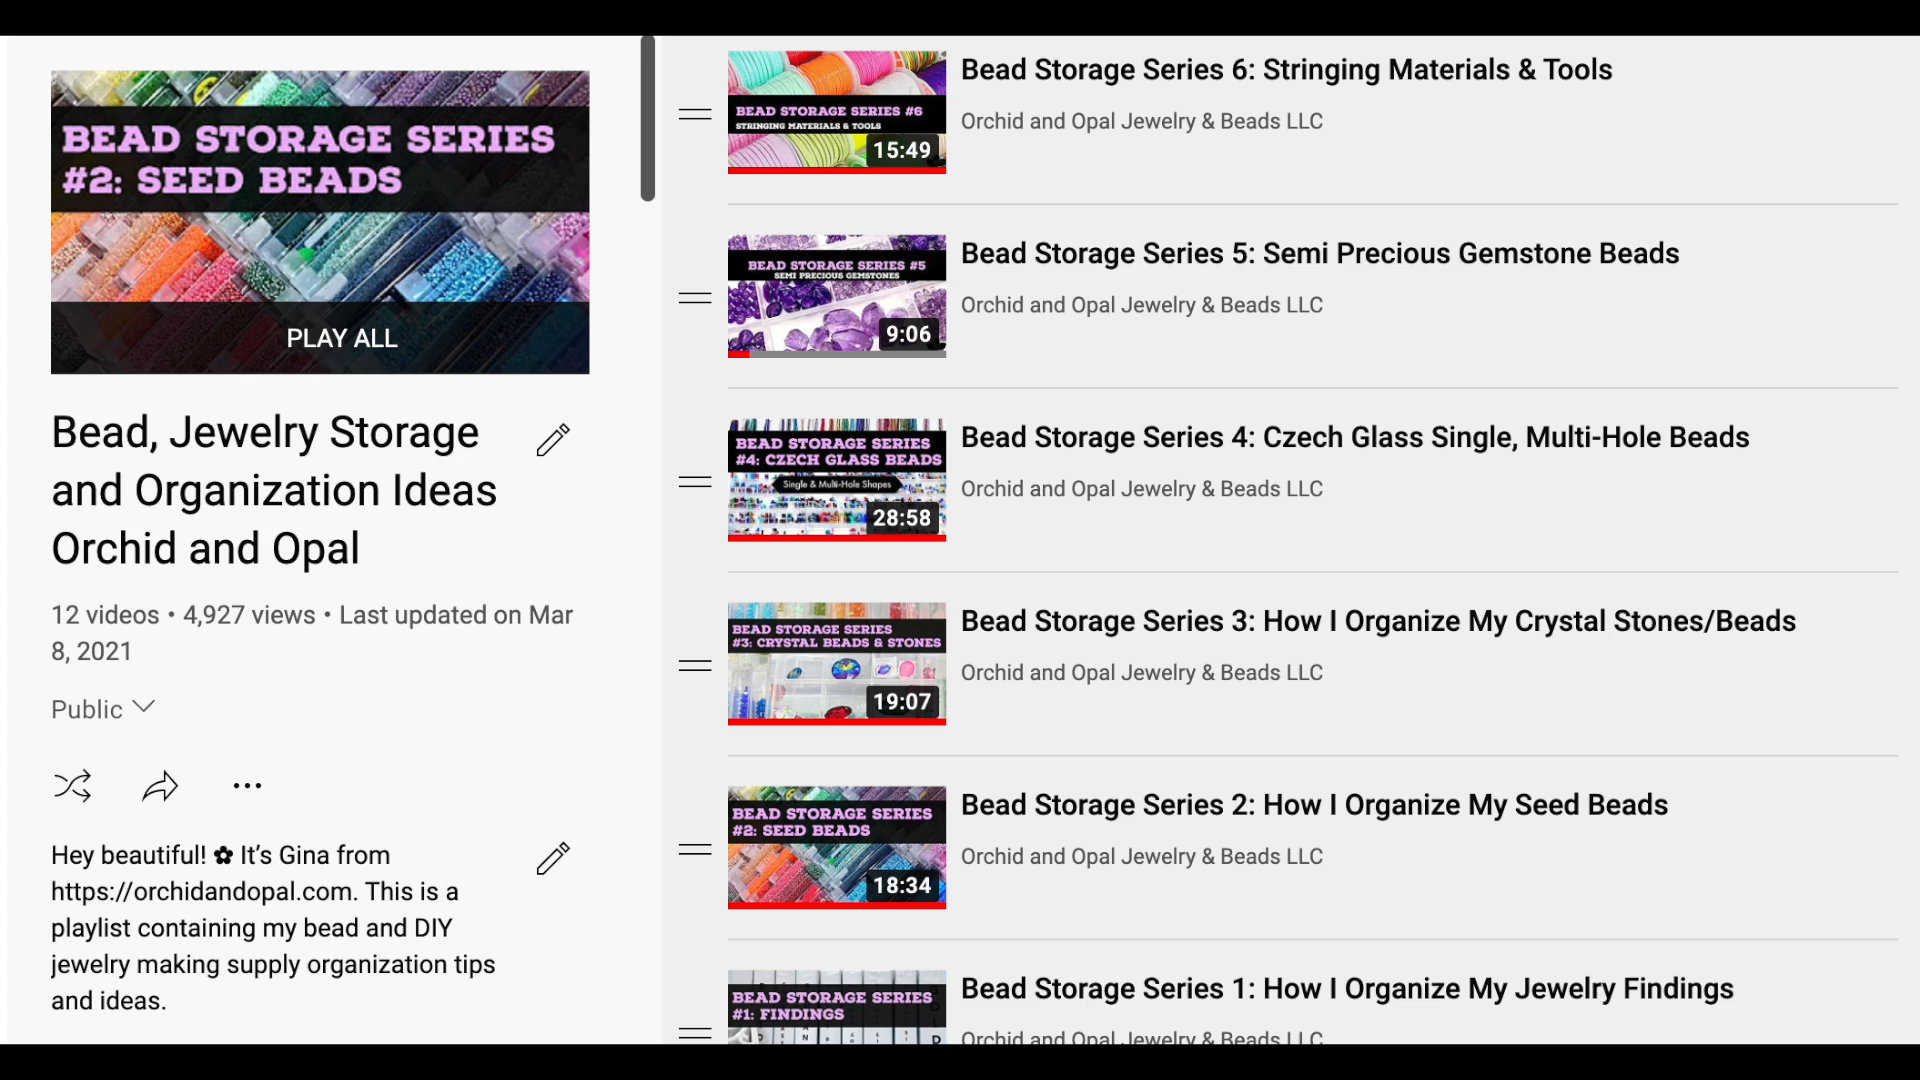 BEAD STORAGE SERIES
#2: SEED BEADS
PLAY ALL
Bead, Jewelry Storage
and Organization Ideas
Orchid and Opal
12 videos • 4,927 views • Last updated on Mar
8, 2021
Public
Hey beautiful! ✿ It’s Gina from
https://orchidandopal.com. This is a
playlist containing my bead and DIY
jewelry making supply organization tips
and ideas.
BEAD STORAGE SERIES #6
STRINGING MATERIALS & TOOLS
15:49
Bead Storage Series 6: Stringing Materials & Tools
Orchid and Opal Jewelry & Beads LLC
BEAD STORAGE SERIES #5
SEMI PRECIOUS GEMSTONES
9:06
Bead Storage Series 5: Semi Precious Gemstone Beads
Orchid and Opal Jewelry & Beads LLC
BEAD STORAGE SERIES
#4: CZECH GLASS BEADS
Single & Multi-Hole Shapes
28:58
Bead Storage Series 4: Czech Glass Single, Multi-Hole Beads
Orchid and Opal Jewelry & Beads LLC
BEAD STORAGE SERIES
#3: CRYSTAL BEADS & STONES
19:07
Bead Storage Series 3: How I Organize My Crystal Stones/Beads
Orchid and Opal Jewelry & Beads LLC
BEAD STORAGE SERIES
#2: SEED BEADS
18:34
Bead Storage Series 2: How I Organize My Seed Beads
Orchid and Opal Jewelry & Beads LLC
BEAD STORAGE SERIES
#1: FINDINGS
Bead Storage Series 1: How I Organize My Jewelry Findings
Orchid and Opal Jewelry & Beads LLC